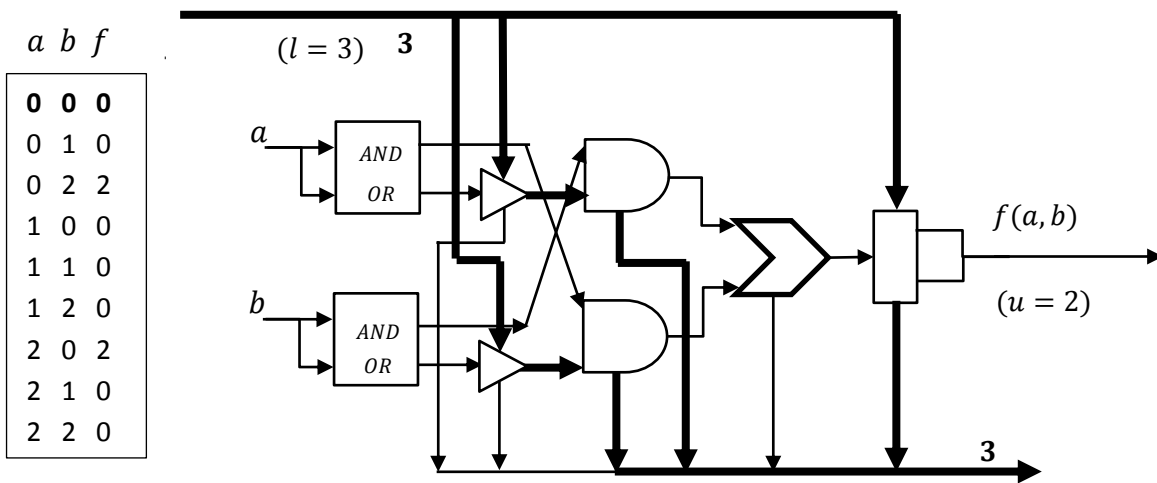 a b f
0 0 0
0 1 0
0 2 2
1 0 0
1 1 0
1 2 0
2 0 2
2 1 0
2 2 0
(l = 3) 3
a
AND
OR
b
AND
OR
f(a, b)
(u = 2)
3